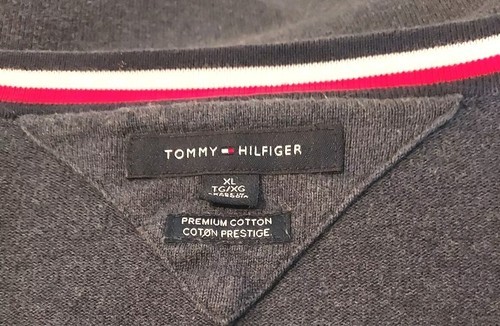 TOMMY HILFIGER
XL
TG/XG
PREMIUM COTTON
COTON PRESTIGE